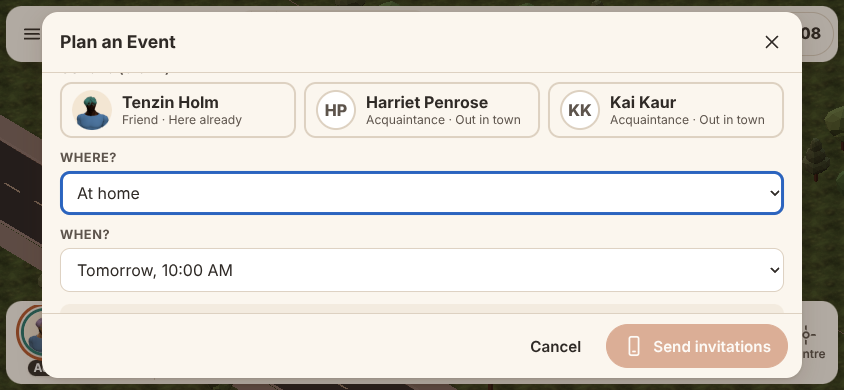 08
Plan an Event
Tenzin Holm
Friend · Here already
HP
Harriet Penrose
Acquaintance · Out in town
KK
Kai Kaur
Acquaintance · Out in town
WHERE?
At home
WHEN?
Tomorrow, 10:00 AM
Cancel
Send invitations